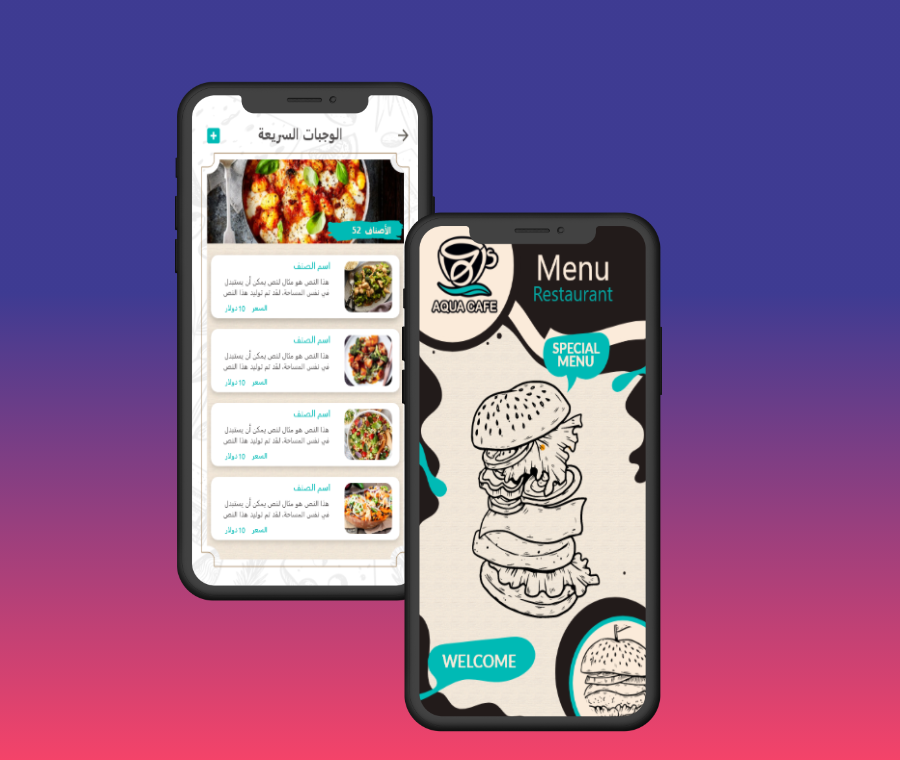 الوجبات السريعة
الأصناف 52
اسم الصنف
هذا النص هو مثال لنص يمكن أن يستبدل
في نفس المساحة، لقد تم توليد هذا النص
السعر 10 دولار
اسم الصنف
هذا النص هو مثال لنص يمكن أن يستبدل
في نفس المساحة، لقد تم توليد هذا النص
السعر 10 دولار
اسم الصنف
هذا النص هو مثال لنص يمكن أن يستبدل
في نفس المساحة، لقد تم توليد هذا النص
السعر 10 دولار
اسم الصنف
هذا النص هو مثال لنص يمكن أن يستبدل
في نفس المساحة، لقد تم توليد هذا النص
السعر 10 دولار
AQUA CAFE
Menu
Restaurant
SPECIAL
MENU
WELCOME